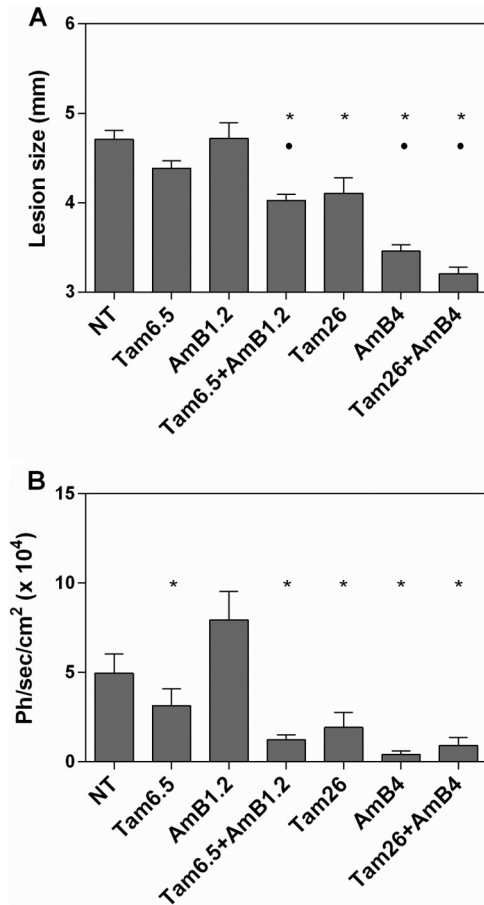 A
Lesion size (mm)
6
5
4
3
* * * *
• • •
NT
Tam6.5
AmB1.2
Tam6.5+AmB1.2
Tam26
AmB4
Tam26+AmB4
B
Ph/sec/cm² (x 10⁴)
15
10
5
0
* * * * *
NT
Tam6.5
AmB1.2
Tam6.5+AmB1.2
Tam26
AmB4
Tam26+AmB4